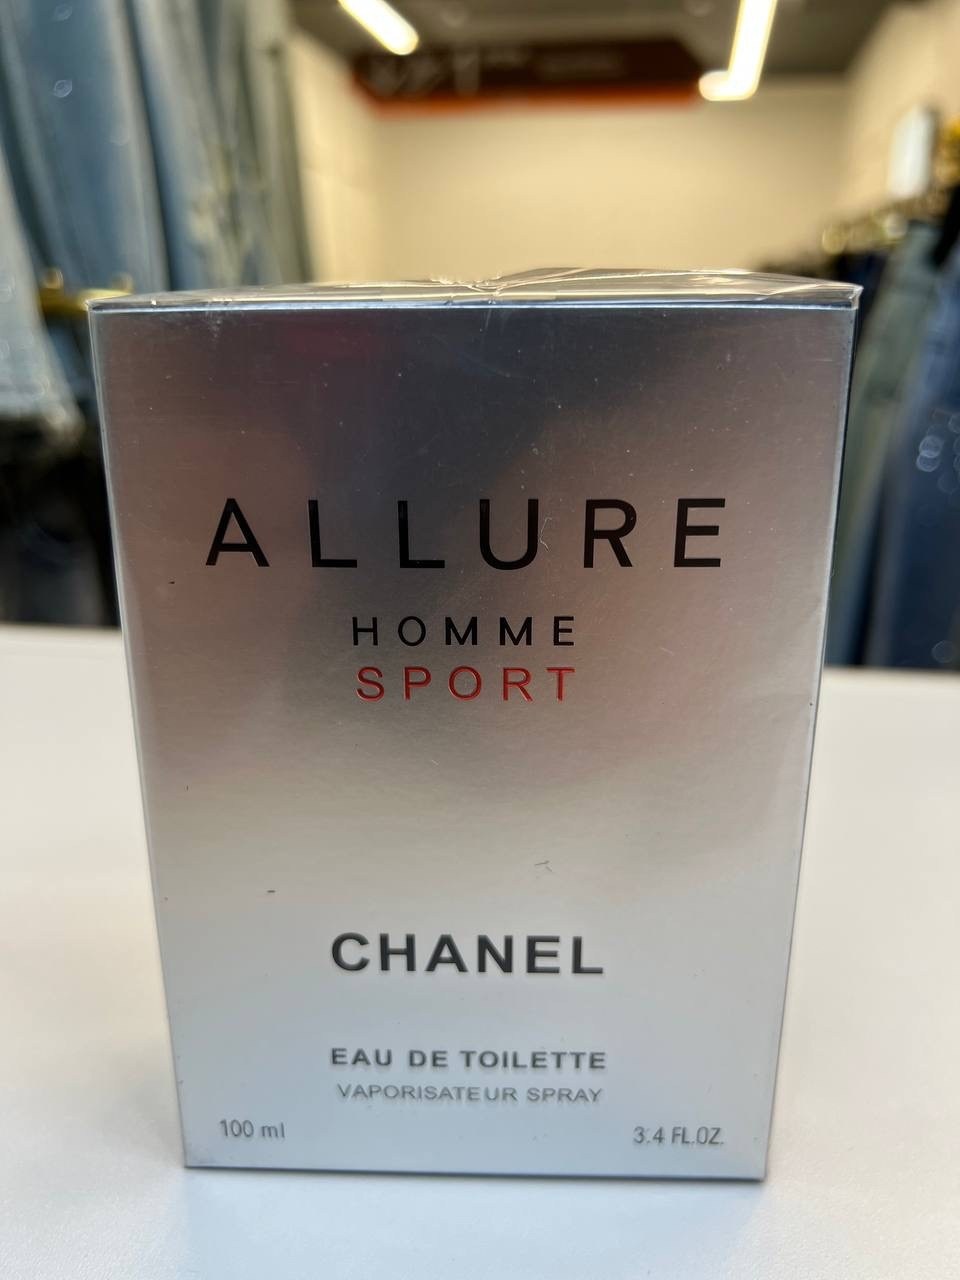 ALLURE
HOMME
SPORT
CHANEL
EAU DE TOILETTE
VAPORISATEUR SPRAY
100 ml
3.4 FL.OZ.